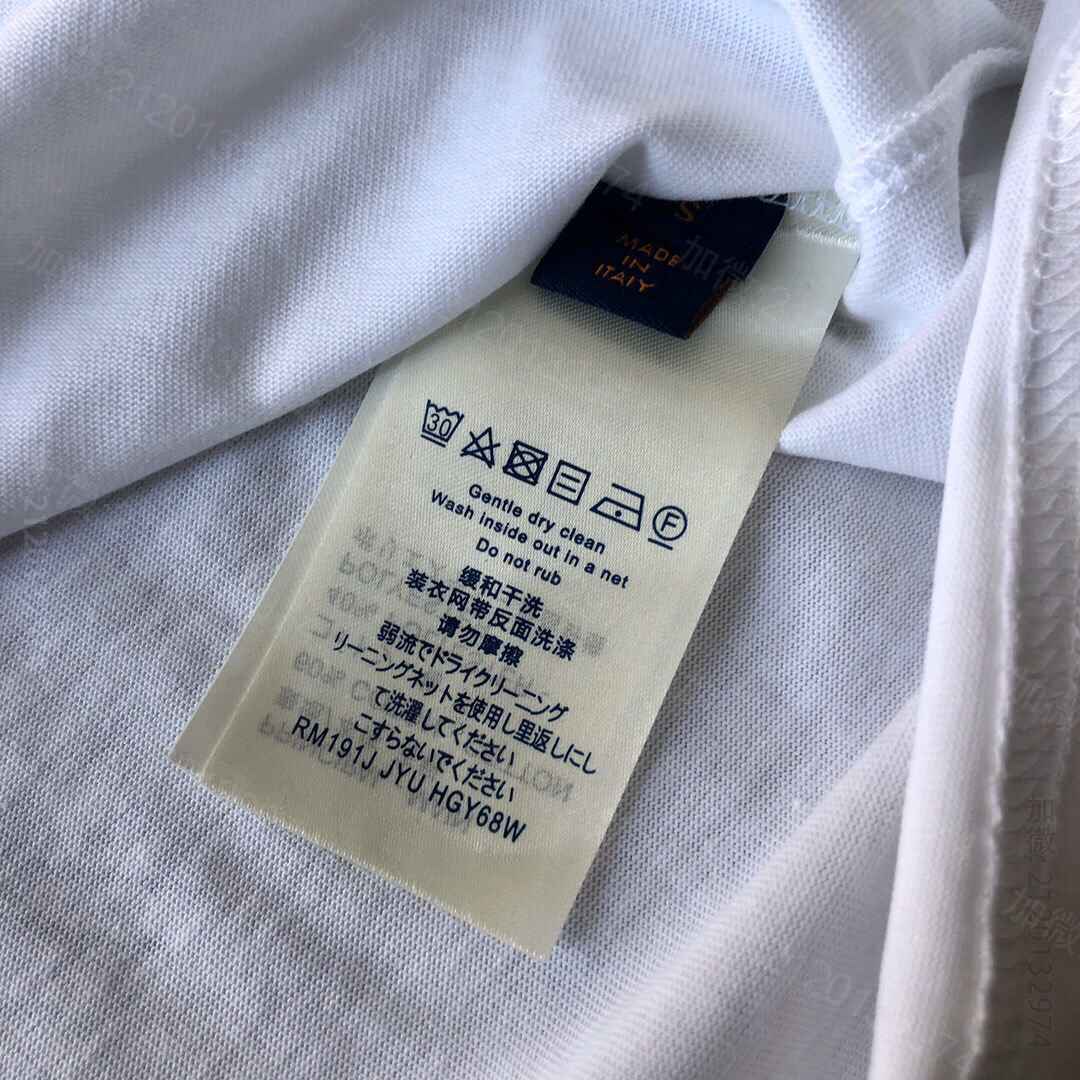 S
MADE
IN
ITALY
30
F
Gentle dry clean
Wash inside out in a net
Do not rub
缓和干洗
装衣网带反面洗涤
请勿摩擦
弱流でドライクリーニング
リーニングネットを使用し里返しにし
て洗濯してください
こすらないでください
RM191J JYU HGY68W
加微